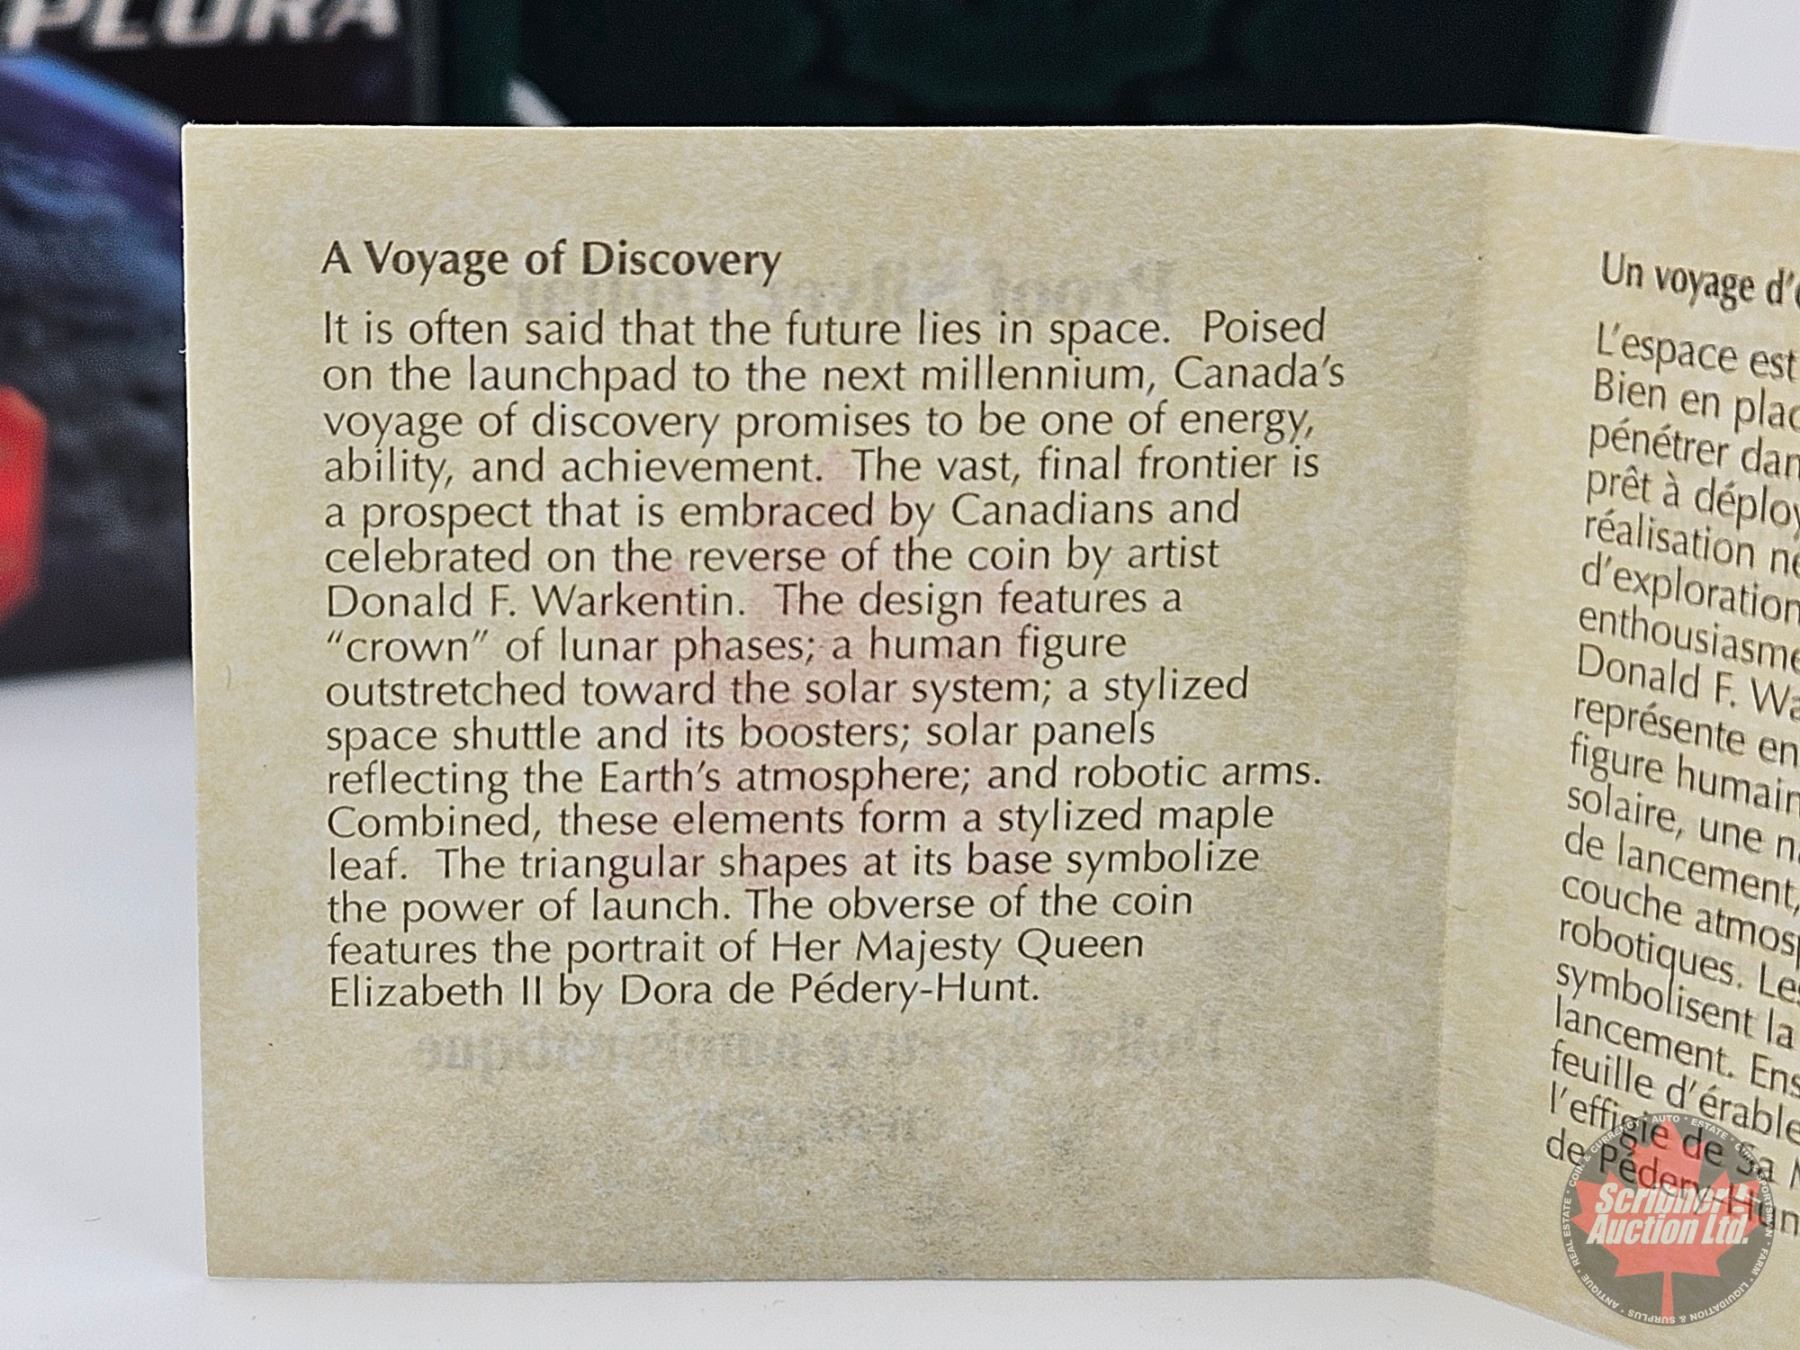 PLORA
A Voyage of Discovery
It is often said that the future lies in space. Poised
on the launchpad to the next millennium, Canada's
voyage of discovery promises to be one of energy,
ability, and achievement. The vast, final frontier is
a prospect that is embraced by Canadians and
celebrated on the reverse of the coin by artist
Donald F. Warkentin. The design features a
“crown” of lunar phases; a human figure
outstretched toward the solar system; a stylized
space shuttle and its boosters; solar panels
reflecting the Earth's atmosphere; and robotic arms.
Combined, these elements form a stylized maple
leaf. The triangular shapes at its base symbolize
the power of launch. The obverse of the coin
features the portrait of Her Majesty Queen
Elizabeth II by Dora de Pédery-Hunt.
Un voyage d'
L'espace est
Bien en plac
pénétrer dan
prêt à déploy
réalisation
d'exploration
enthousiasme
Donald F. Wa
représente en
figure humain
solaire, une
de lancement,
couche atmosp
robotiques. Les
symbolisent la
lancement. Ens
feuille d'érable
l'effigie de Sa
de Pédery-Hun
Scribner
Auction Ltd.